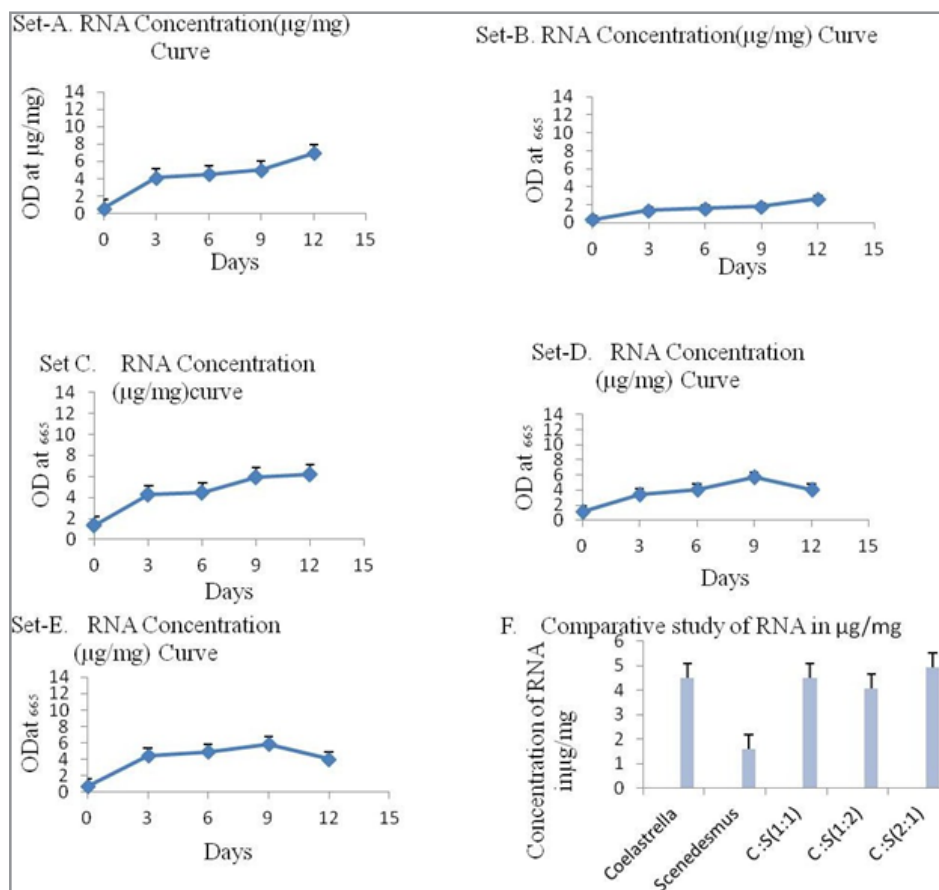 Set-A. RNA Concentration(µg/mg)
Curve
OD at µg/mg)
14
12
10
8
6
4
2
0
0 3 6 9 12 15
Days
Set-B. RNA Concentration(µg/mg) Curve
OD at 665
14
12
10
8
6
4
2
0
0 3 6 9 12 15
Days
Set C. RNA Concentration
(µg/mg)curve
OD at 665
14
12
10
8
6
4
2
0
0 3 6 9 12 15
Days
Set-D. RNA Concentration
(µg/mg) Curve
OD at 665
14
12
10
8
6
4
2
0
0 3 6 9 12 15
Days
Set-E. RNA Concentration
(µg/mg) Curve
ODat 665
14
12
10
8
6
4
2
0
0 3 6 9 12 15
Days
F. Comparative study of RNA in µg/mg
Concentration of RNA
inµg/mg
6
5
4
3
2
1
0
Coelastrella
Scenedesmus
C:S(1:1)
C:S(1:2)
C:S(2:1)